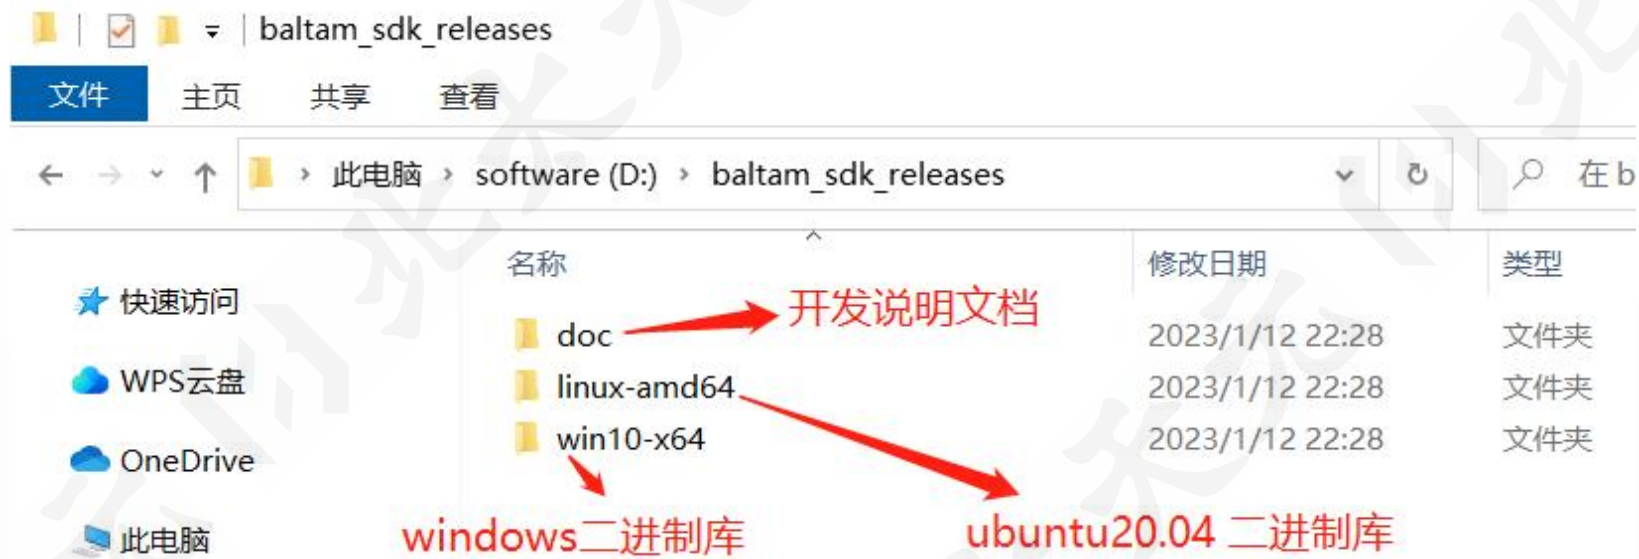 baltam_sdk_releases
文件 主页 共享 查看
此电脑 software (D:) baltam_sdk_releases 在 b
名称 修改日期 类型
快速访问
开发说明文档
doc 2023/1/12 22:28 文件夹
WPS云盘
linux-amd64 2023/1/12 22:28 文件夹
win10-x64 2023/1/12 22:28 文件夹
OneDrive
windows二进制库 ubuntu20.04 二进制库
此电脑